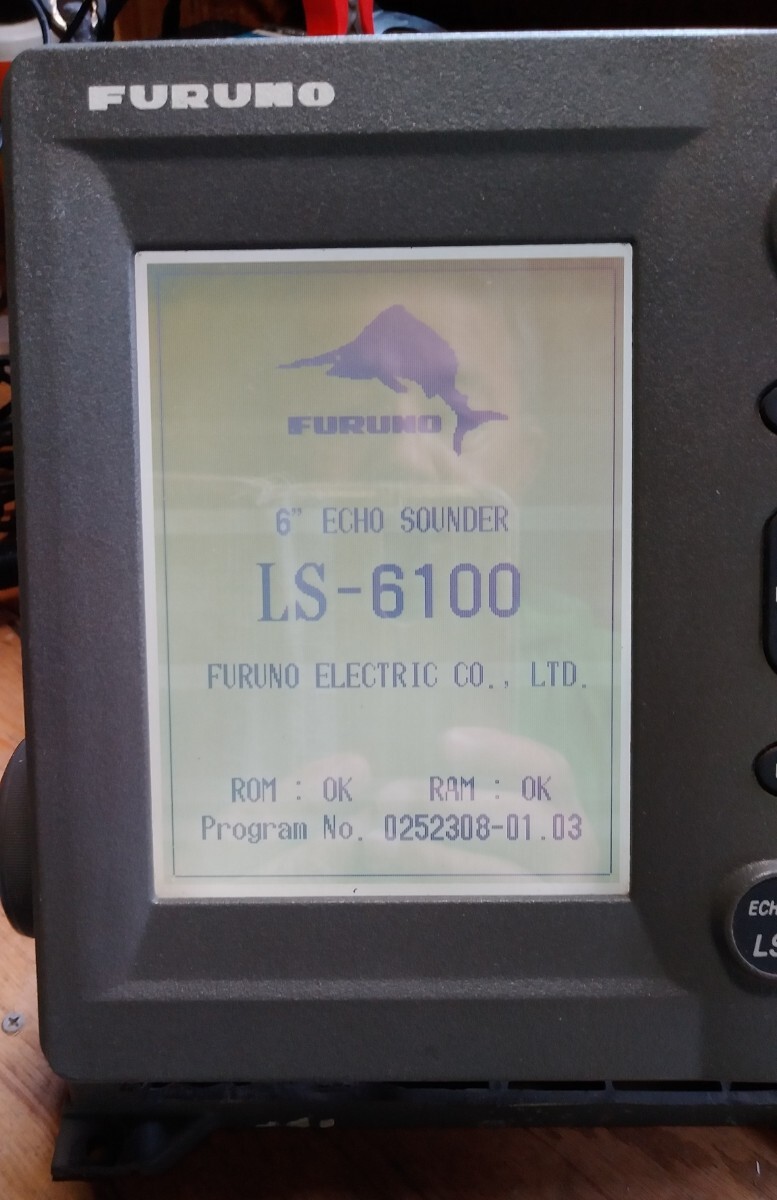 FURUNO
FURUNO
6" ECHO SOUNDER
LS-6100
FURUNO ELECTRIC CO., LTD.
ROM : OK RAM : OK
Program No. 0252308-01.03